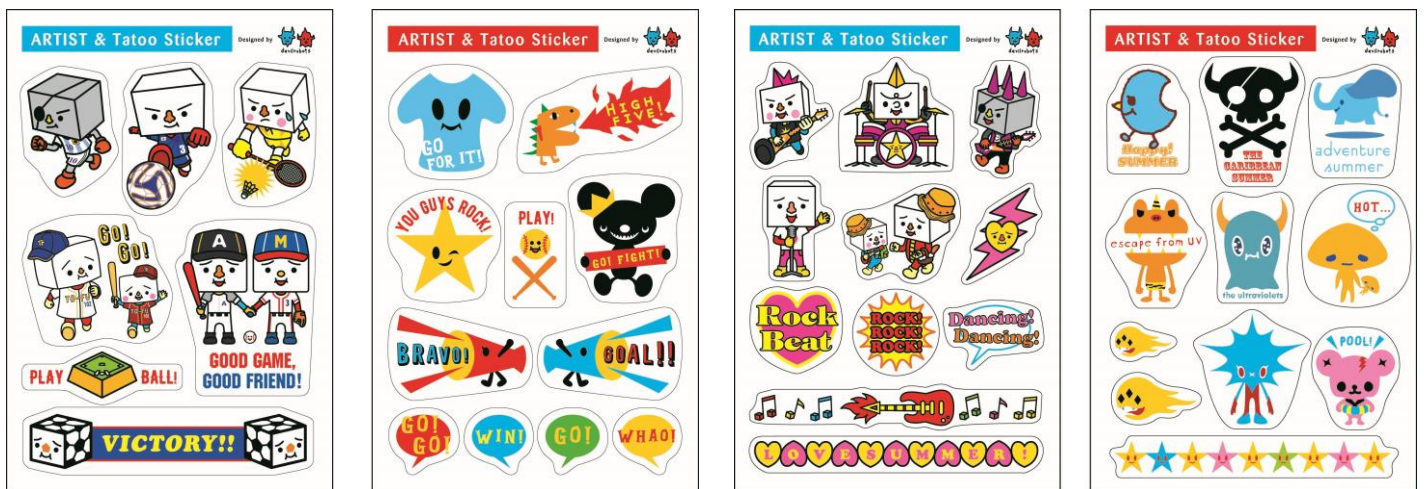 ARTIST & Tatoo Sticker
Designed by
devilrobots
GO!
GO!
TO-FU
A
M
PLAY BALL!
GOOD GAME,
GOOD FRIEND!
VICTORY!!
ARTIST & Tatoo Sticker
Designed by
devilrobots
GO
FOR IT!
HIGH
FIVE!
YOU GUYS ROCK!
PLAY!
GO! FIGHT!
BRAVO!
GOAL!!
GO!
GO!
WIN!
GO!
WHAO!
ARTIST & Tatoo Sticker
Designed by
devilrobots
Rock
Beat
ROCK!
ROCK!
ROCK!
Dancing!
Dancing!
LOVE SUMMER!
ARTIST & Tatoo Sticker
Designed by
devilrobots
Happy!
SUMMER
THE
CARIBBEAN
SUMMER
adventure
summer
escape from UV
the ultraviolets
HOT...
POOL!